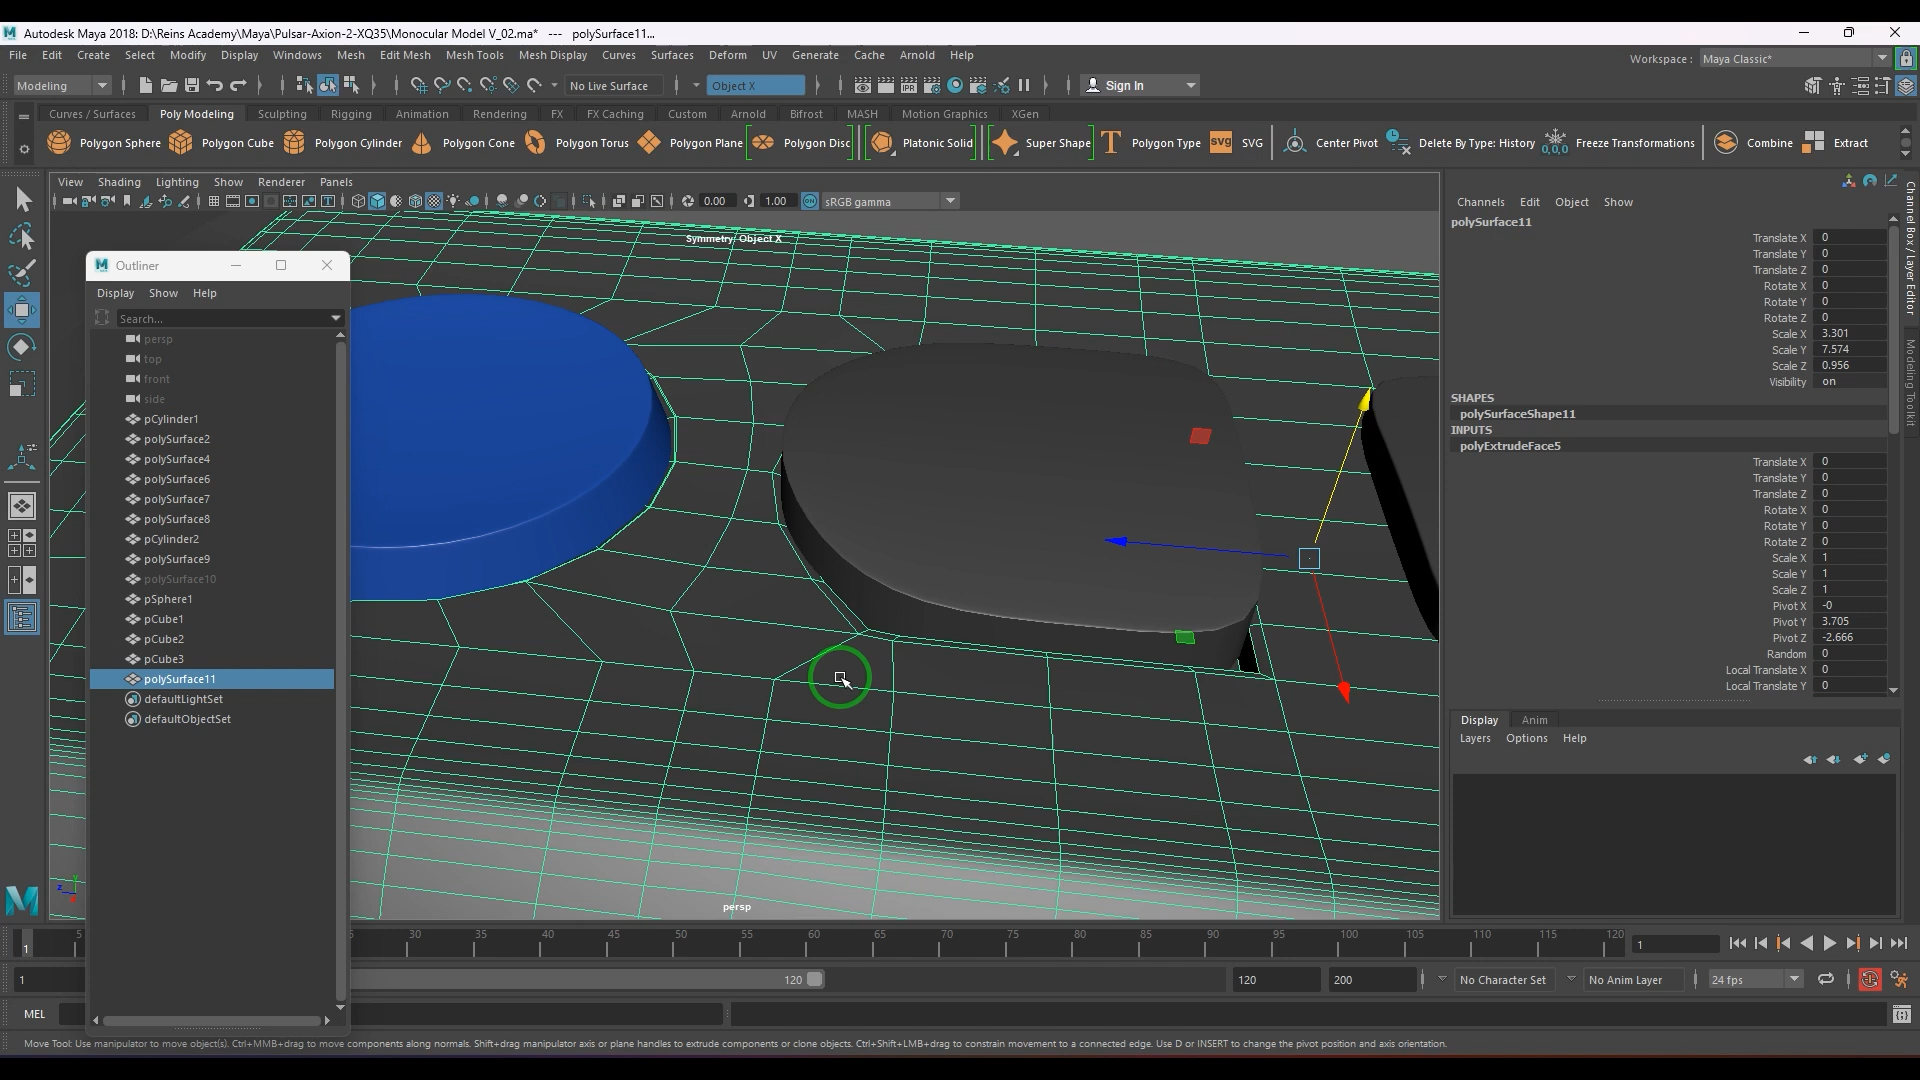 Autodesk Maya 2018: D:\Reins Academy\Maya\Pulsar-Axion-2-XQ35\Monocular Model V_02.ma* --- polySurface11...
File Edit Create Select Modify Display Windows Mesh Edit Mesh Mesh Tools Mesh Display Curves Surfaces Deform UV Generate Cache Arnold Help
Workspace : Maya Classic*
Modeling
No Live Surface
Object X
Sign In
Curves / Surfaces Poly Modeling Sculpting Rigging Animation Rendering FX FX Caching Custom Arnold Bifrost MASH Motion Graphics XGen
Polygon Sphere Polygon Cube Polygon Cylinder Polygon Cone Polygon Torus Polygon Plane Polygon Disc Platonic Solid Super Shape Polygon Type SVG SVG Center Pivot Delete By Type: History 0,0,0 Freeze Transformations Combine Extract
View Shading Lighting Show Renderer Panels
0.00 1.00 ON sRGB gamma
Symmetry: Object X
Outliner
Display Show Help
Search...
persp
top
front
side
pCylinder1
polySurface2
polySurface4
polySurface6
polySurface7
polySurface8
pCylinder2
polySurface9
polySurface10
pSphere1
pCube1
pCube2
pCube3
polySurface11
defaultLightSet
defaultObjectSet
persp
Channels Edit Object Show
polySurface11
Translate X 0
Translate Y 0
Translate Z 0
Rotate X 0
Rotate Y 0
Rotate Z 0
Scale X 3.301
Scale Y 7.574
Scale Z 0.956
Visibility on
SHAPES
polySurfaceShape11
INPUTS
polyExtrudeFace5
Translate X 0
Translate Y 0
Translate Z 0
Rotate X 0
Rotate Y 0
Rotate Z 0
Scale X 1
Scale Y 1
Scale Z 1
Pivot X -0
Pivot Y 3.705
Pivot Z -2.666
Random 0
Local Translate X 0
Local Translate Y 0
Channel Box / Layer Editor
Modeling Toolkit
Display Anim
Layers Options Help
1 5 30 35 40 45 50 55 60 65 70 75 80 85 90 95 100 105 110 115 120 1
1 120 120 200 No Character Set No Anim Layer 24 fps
MEL
Move Tool: Use manipulator to move object(s). Ctrl+MMB+drag to move components along normals. Shift+drag manipulator axis or plane handles to extrude components or clone objects. Ctrl+Shift+LMB+drag to constrain movement to a connected edge. Use D or INSERT to change the pivot position and axis orientation.